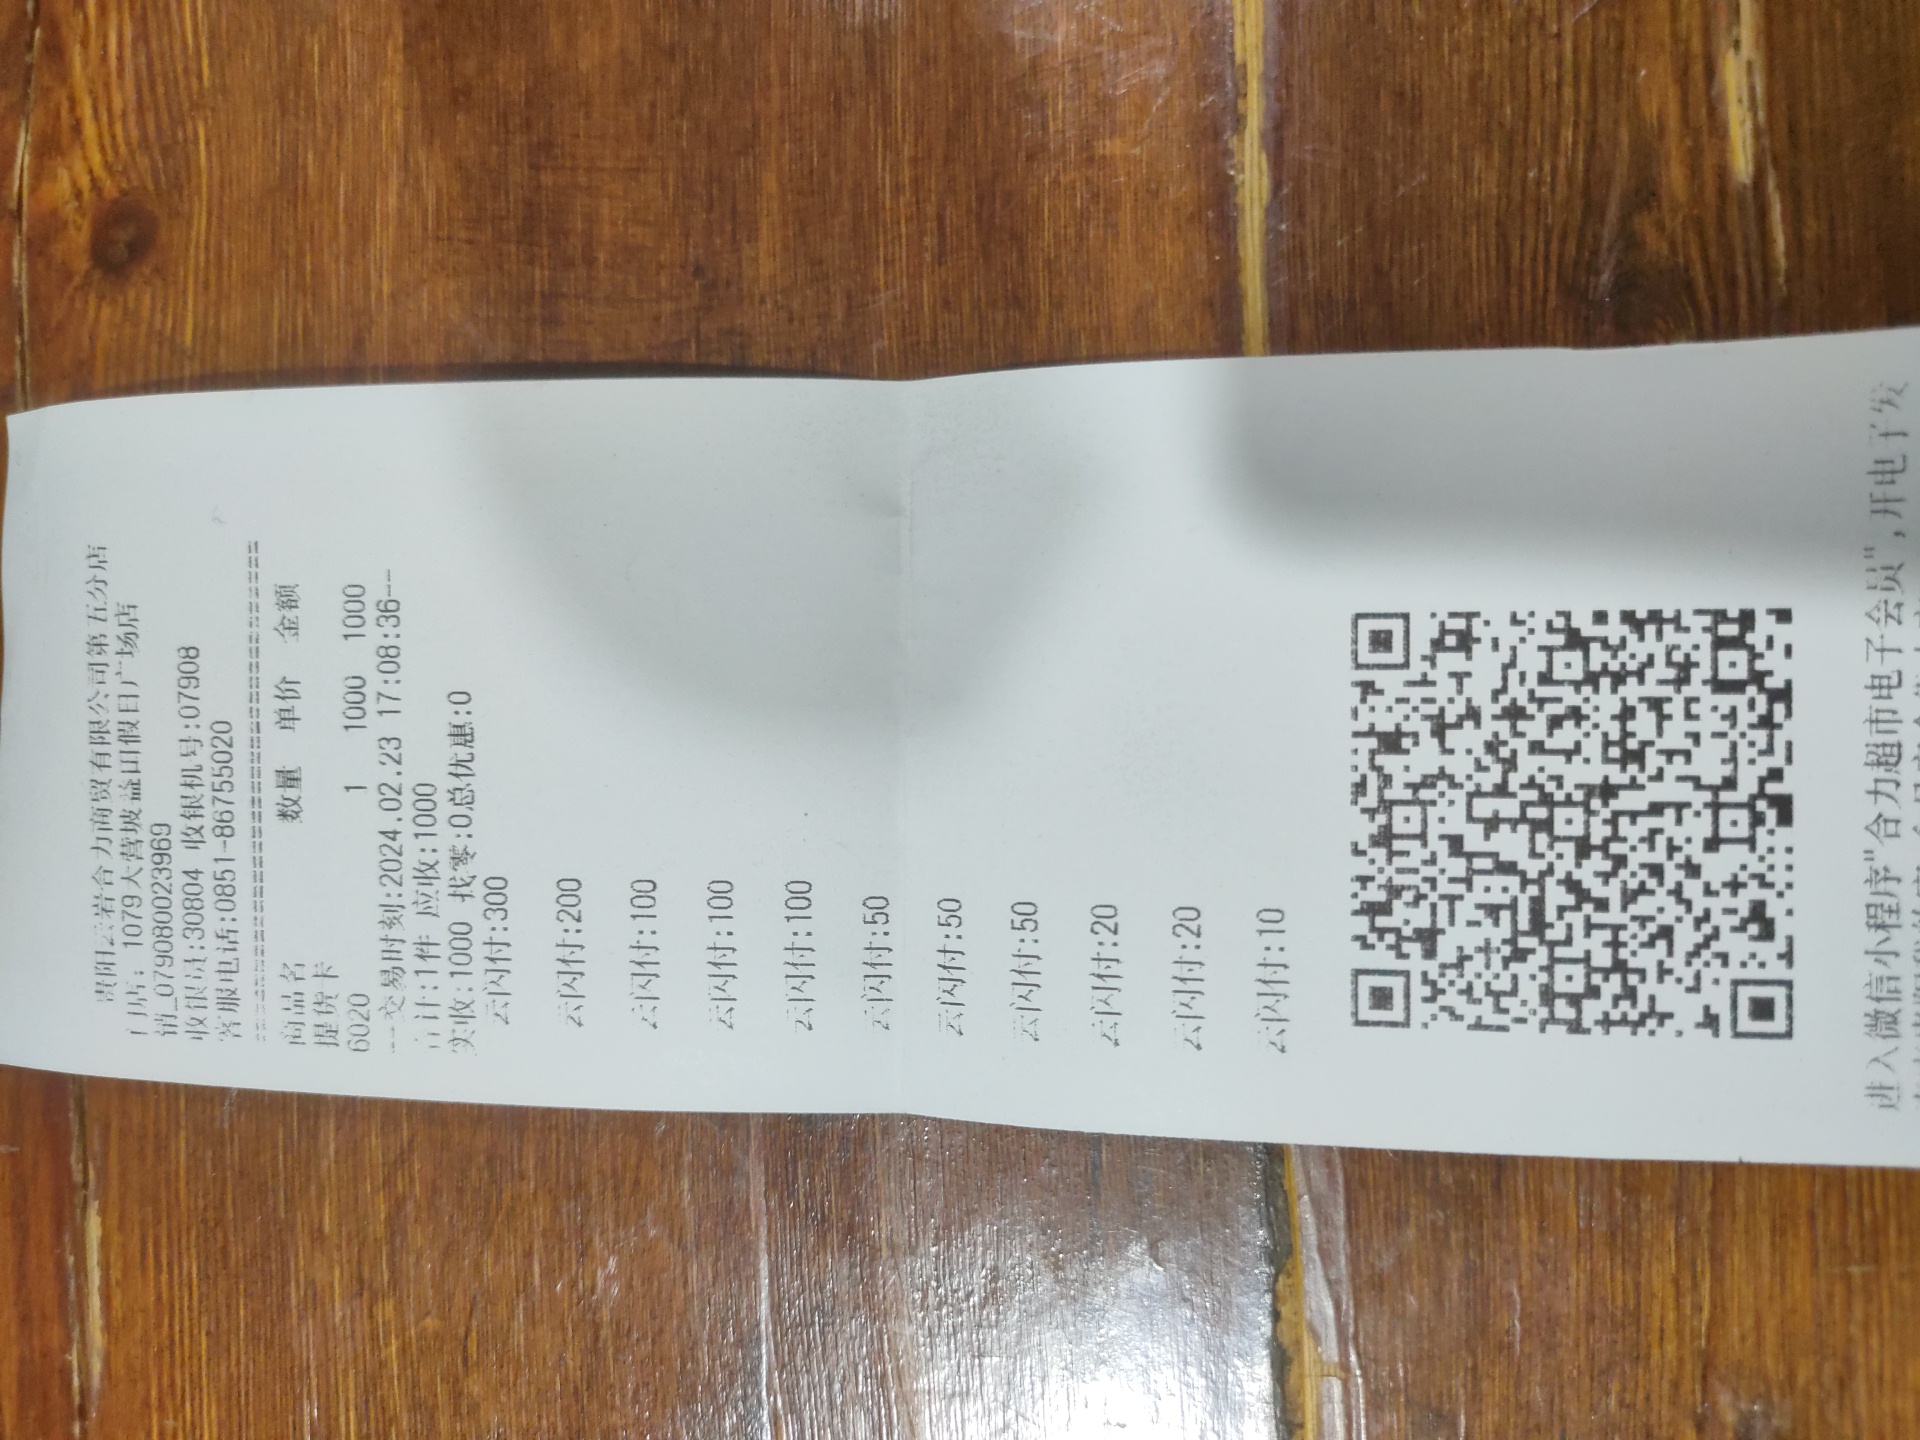 贵阳云岩合力商贸有限公司第五分店
门店: 1079大营坡益田假日广场店
销_0790800023969
收银员:30804 收银机号:07908
客服电话:0851-86755020
商品名 数量 单价 金额
提货卡
6020 1 1000 1000
---交易时刻:2024.02.23 17:08:36---
合计:1件 应收:1000
实收:1000 找零:0总优惠:0
云闪付:300
云闪付:200
云闪付:100
云闪付:100
云闪付:100
云闪付:50
云闪付:50
云闪付:50
云闪付:20
云闪付:20
云闪付:10
进入微信小程序"合力超市电子会员",开电子发